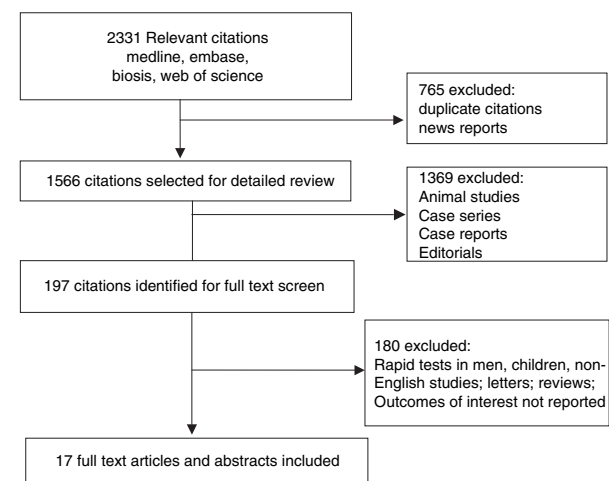 2331 Relevant citations
medline, embase,
biosis, web of science
765 excluded:
duplicate citations
news reports
1566 citations selected for detailed review
1369 excluded:
Animal studies
Case series
Case reports
Editorials
197 citations identified for full text screen
180 excluded:
Rapid tests in men, children, non-
English studies; letters; reviews;
Outcomes of interest not reported
17 full text articles and abstracts included